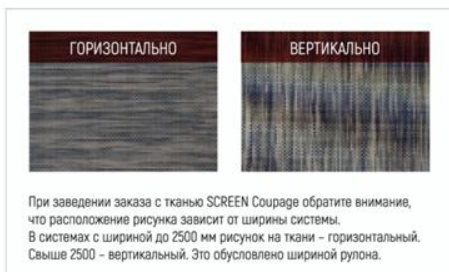 ГОРИЗОНТАЛЬНО
ВЕРТИКАЛЬНО
При заведении заказа с тканью SCREEN Coupage обратите внимание,
что расположение рисунка зависит от ширины системы.
В системах с шириной до 2500 мм рисунок на ткани – горизонтальный.
Свыше 2500 – вертикальный. Это обусловлено шириной рулона.